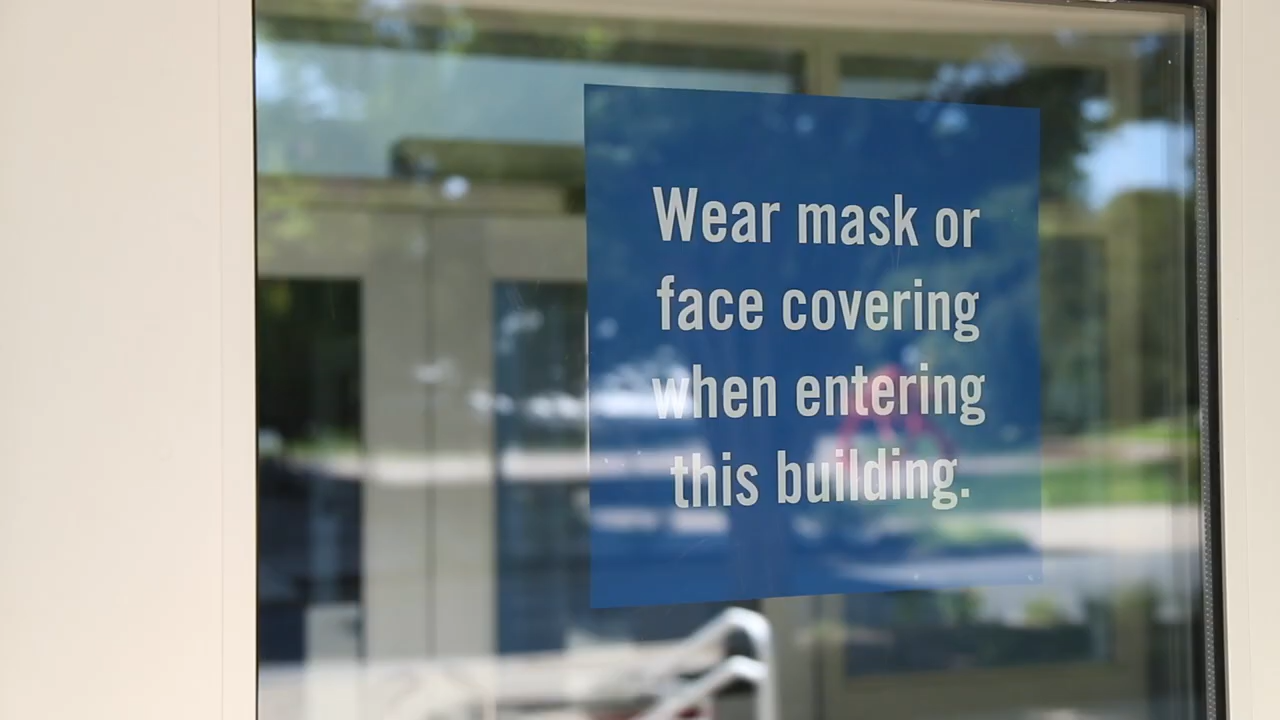 Wear mask or
face covering
when entering
this building.